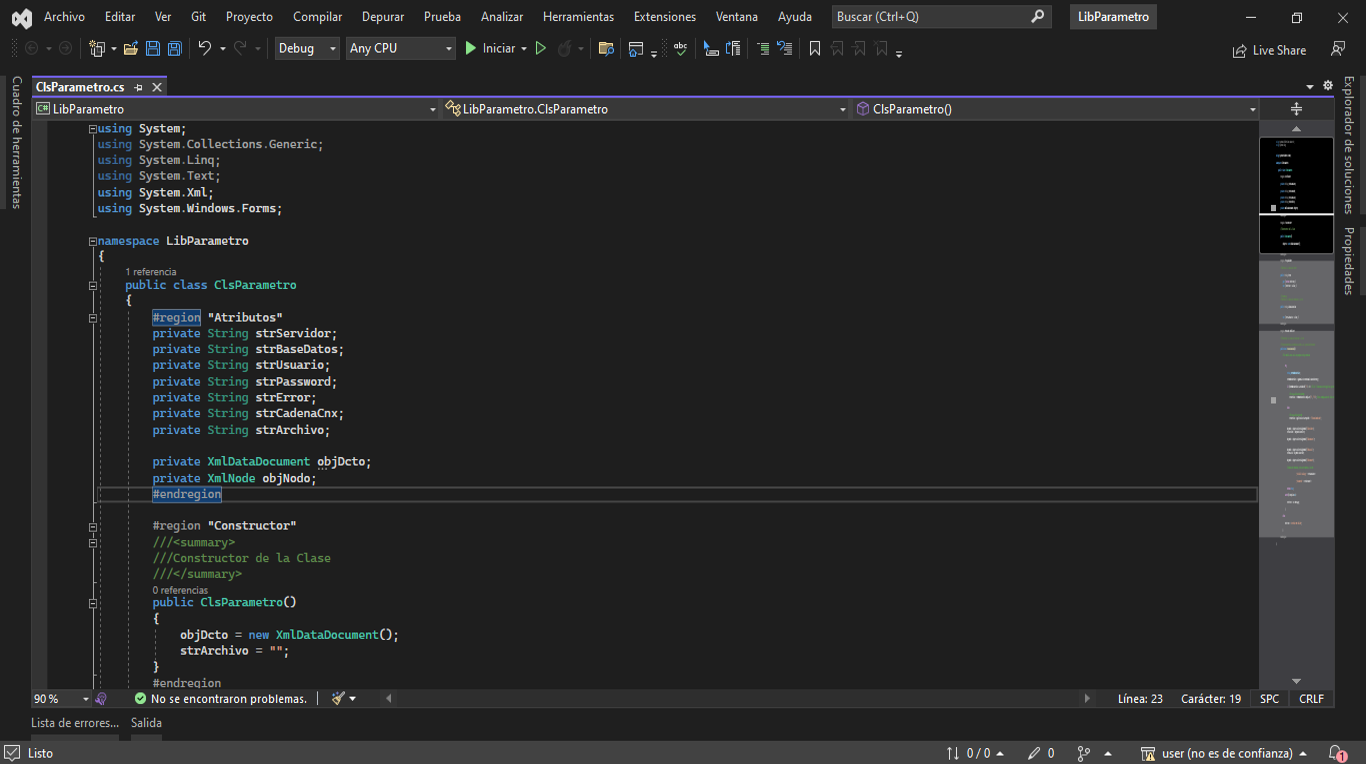 Archivo Editar Ver Git Proyecto Compilar Depurar Prueba Analizar Herramientas Extensiones Ventana Ayuda Buscar (Ctrl+Q) LibParametro
Debug Any CPU Iniciar abc Live Share
Cuadro de herramientas
ClsParametro.cs
LibParametro LibParametro.ClsParametro ClsParametro()
using System;
using System.Collections.Generic;
using System.Linq;
using System.Text;
using System.Xml;
using System.Windows.Forms;
namespace LibParametro
{
1 referencia
public class ClsParametro
{
#region "Atributos"
private String strServidor;
private String strBaseDatos;
private String strUsuario;
private String strPassword;
private String strError;
private String strCadenaCnx;
private String strArchivo;
private XmlDataDocument objDcto;
private XmlNode objNodo;
#endregion
#region "Constructor"
///<summary>
///Constructor de la Clase
///</summary>
0 referencias
public ClsParametro()
{
objDcto = new XmlDataDocument();
strArchivo = "";
}
#endregion
Explorador de soluciones
Propiedades
90 % No se encontraron problemas. Línea: 23 Carácter: 19 SPC CRLF
Lista de errores... Salida
Listo 0 / 0 0 user (no es de confianza) 1